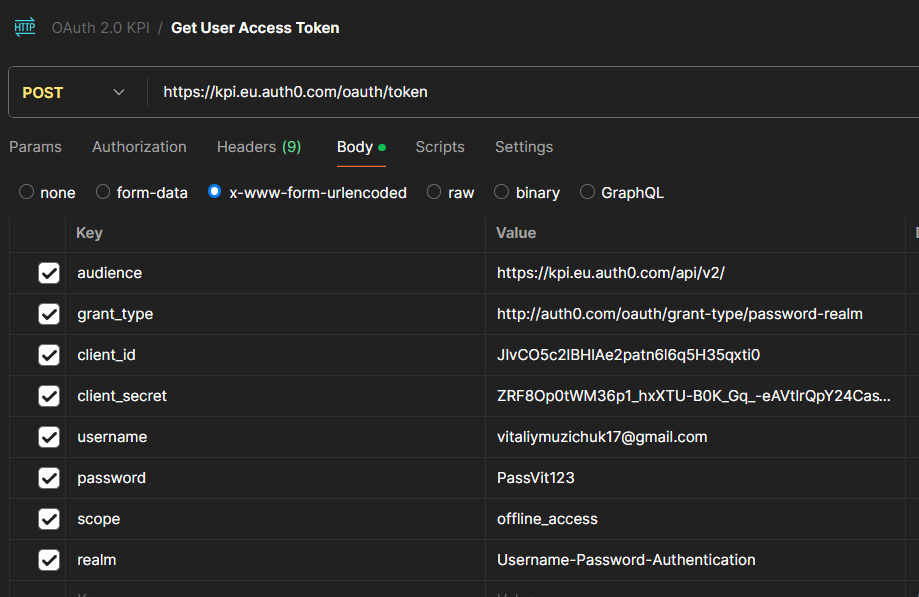 HTTP OAuth 2.0 KPI / Get User Access Token
POST https://kpi.eu.auth0.com/oauth/token
Params Authorization Headers (9) Body Scripts Settings
none form-data x-www-form-urlencoded raw binary GraphQL
Key Value
audience https://kpi.eu.auth0.com/api/v2/
grant_type http://auth0.com/oauth/grant-type/password-realm
client_id JIvCO5c2IBHlAe2patn6l6q5H35qxti0
client_secret ZRF8Op0tWM36p1_hxXTU-B0K_Gq_-eAVtlrQpY24Cas...
username vitaliymuzichuk17@gmail.com
password PassVit123
scope offline_access
realm Username-Password-Authentication